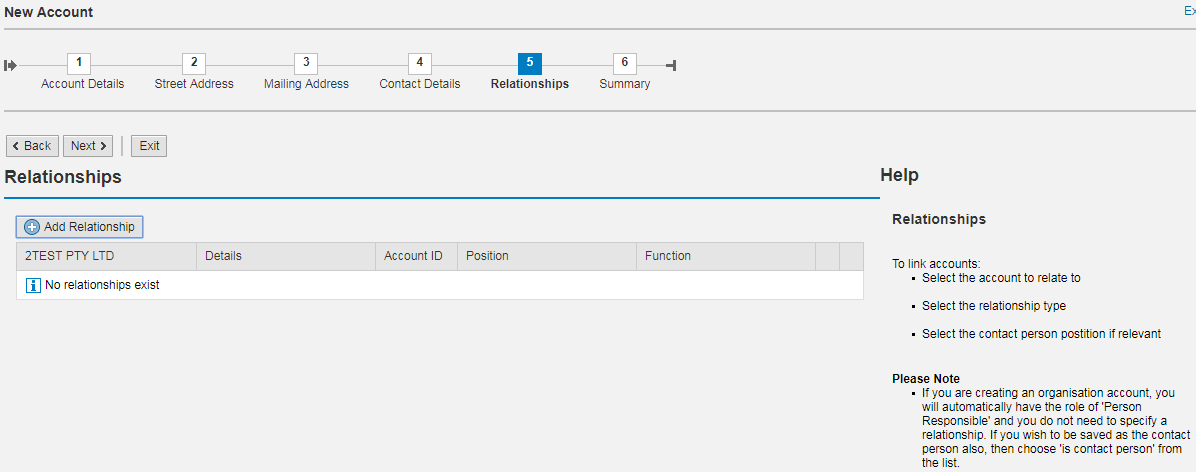 New Account
Ex
1
2
3
4
5
6
Account Details
Street Address
Mailing Address
Contact Details
Relationships
Summary
Back
Next
Exit
Relationships
Add Relationship
2TEST PTY LTD
Details
Account ID
Position
Function
No relationships exist
Help
Relationships
To link accounts:
Select the account to relate to
Select the relationship type
Select the contact person postition if relevant
Please Note
If you are creating an organisation account, you
will automatically have the role of 'Person
Responsible' and you do not need to specify a
relationship. If you wish to be saved as the contact
person also, then choose 'is contact person' from
the list.